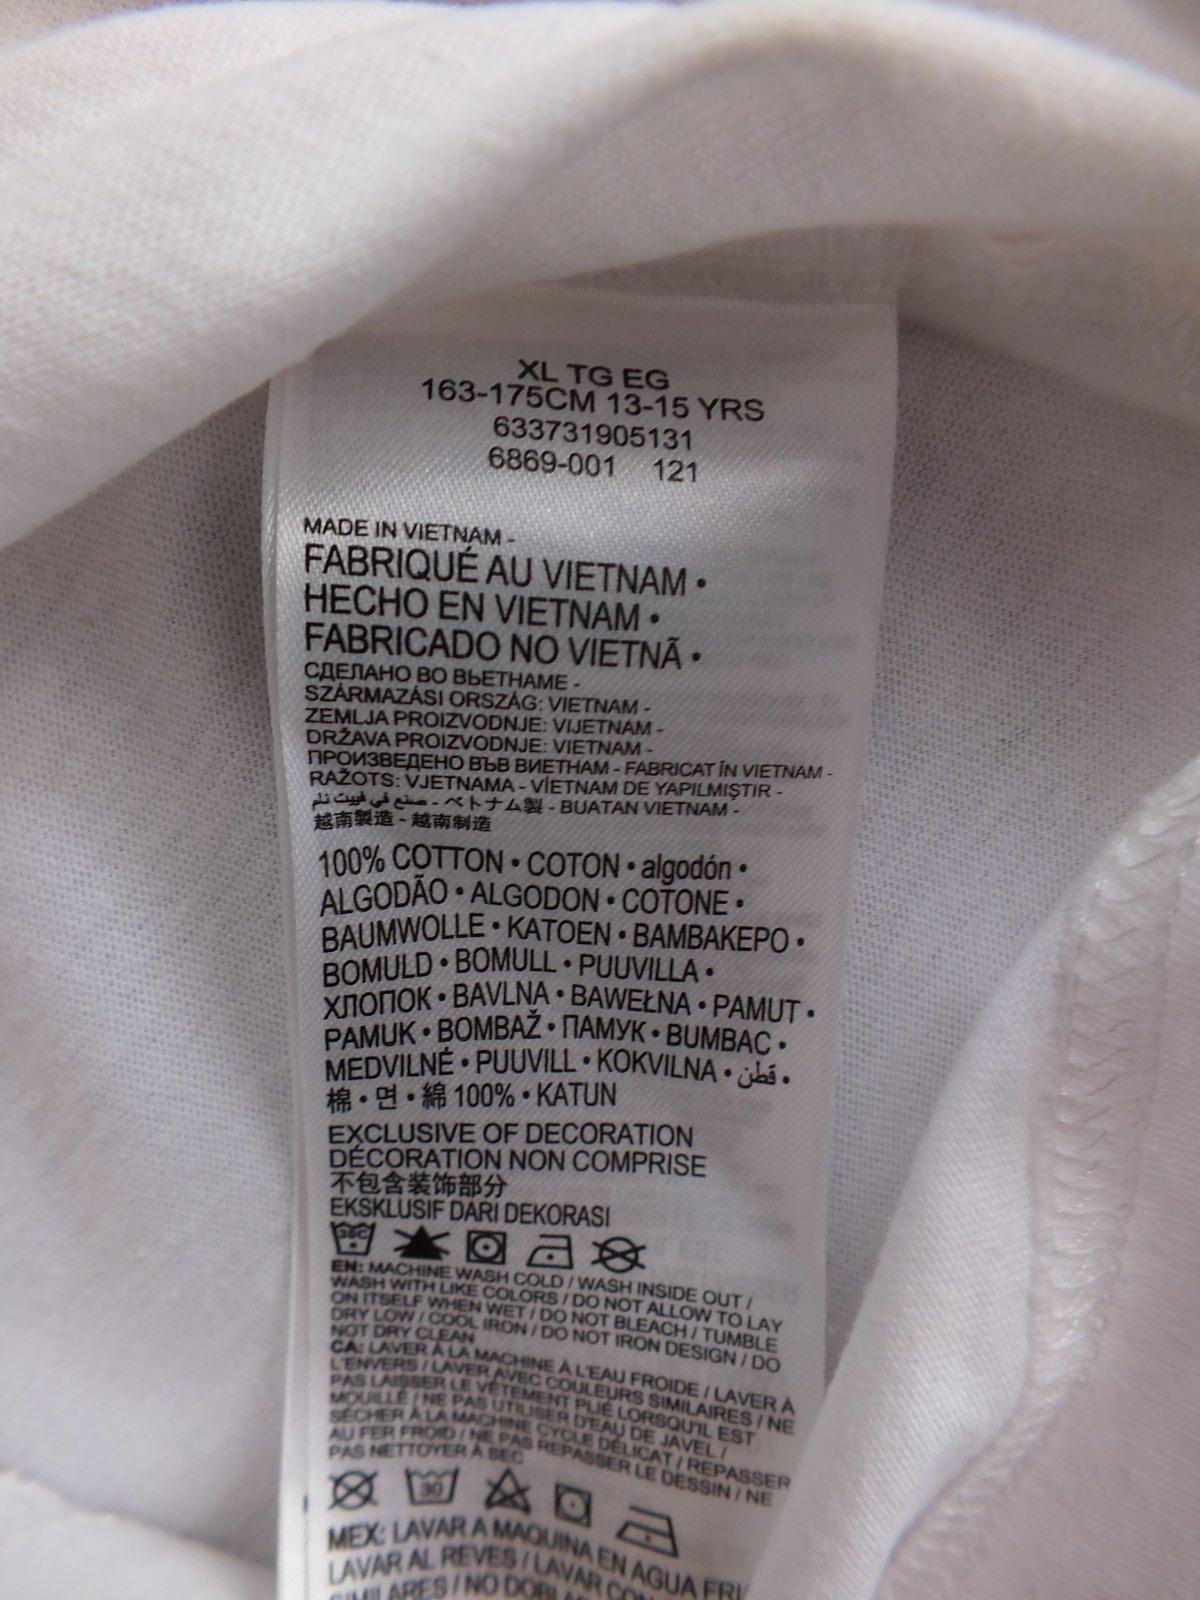 XL TG EG
163-175CM 13-15 YRS
633731905131
6869-001 121
MADE IN VIETNAM -
FABRIQUÉ AU VIETNAM •
HECHO EN VIETNAM •
FABRICADO NO VIETNÃ •
СДЕЛАНО ВО ВЬЕТНАМЕ -
SZÁRMAZÁSI ORSZÁG: VIETNAM -
ZEMLJA PROIZVODNJE: VIJETNAM -
DRŽAVA PROIZVODNJE: VIETNAM -
ПРОИЗВЕДЕНО ВЪВ ВИЕТНАМ - FABRICAT ÎN VIETNAM -
RAŽOTS: VJETNAMA - VİETNAM DE YAPILMIŞTIR -
صنع في فييت نام - ベトナム製 - BUATAN VIETNAM -
越南製造 - 越南制造
100% COTTON • COTON • algodón •
ALGODÃO • ALGODON • COTONE •
BAUMWOLLE • KATOEN • ΒΑΜΒΑΚΕΡΟ •
BOMULD • BOMULL • PUUVILLA •
ХЛОПОК • BAVLNA • BAWEŁNA • PAMUT •
PAMUK • BOMBAŽ • ПАМУК • BUMBAC •
MEDVILNĖ • PUUVILL • KOKVILNA • قطن •
棉 • 면 • 綿 100% • KATUN
EXCLUSIVE OF DECORATION
DÉCORATION NON COMPRISE
不包含装饰部分
EKSKLUSIF DARI DEKORASI
EN: MACHINE WASH COLD / WASH INSIDE OUT /
WASH WITH LIKE COLORS / DO NOT ALLOW TO LAY
ON ITSELF WHEN WET / DO NOT BLEACH / TUMBLE
DRY LOW / COOL IRON / DO NOT IRON DESIGN / DO
NOT DRY CLEAN
CA: LAVER À LA MACHINE À L'EAU FROIDE / LAVER À
L'ENVERS / LAVER AVEC COULEURS SIMILAIRES / NE
PAS LAISSER LE VÊTEMENT PLIÉ LORSQU'IL EST
MOUILLÉ / NE PAS UTILISER D'EAU DE JAVEL /
SÉCHER À LA MACHINE CYCLE DÉLICAT / REPASSER
AU FER FROID / NE PAS REPASSER LE DESSIN / NE
PAS NETTOYER À SEC
30
MEX: LAVAR A MAQUINA EN AGUA FRI
LAVAR AL REVES / LAVAR CON
SIMILARES / NO